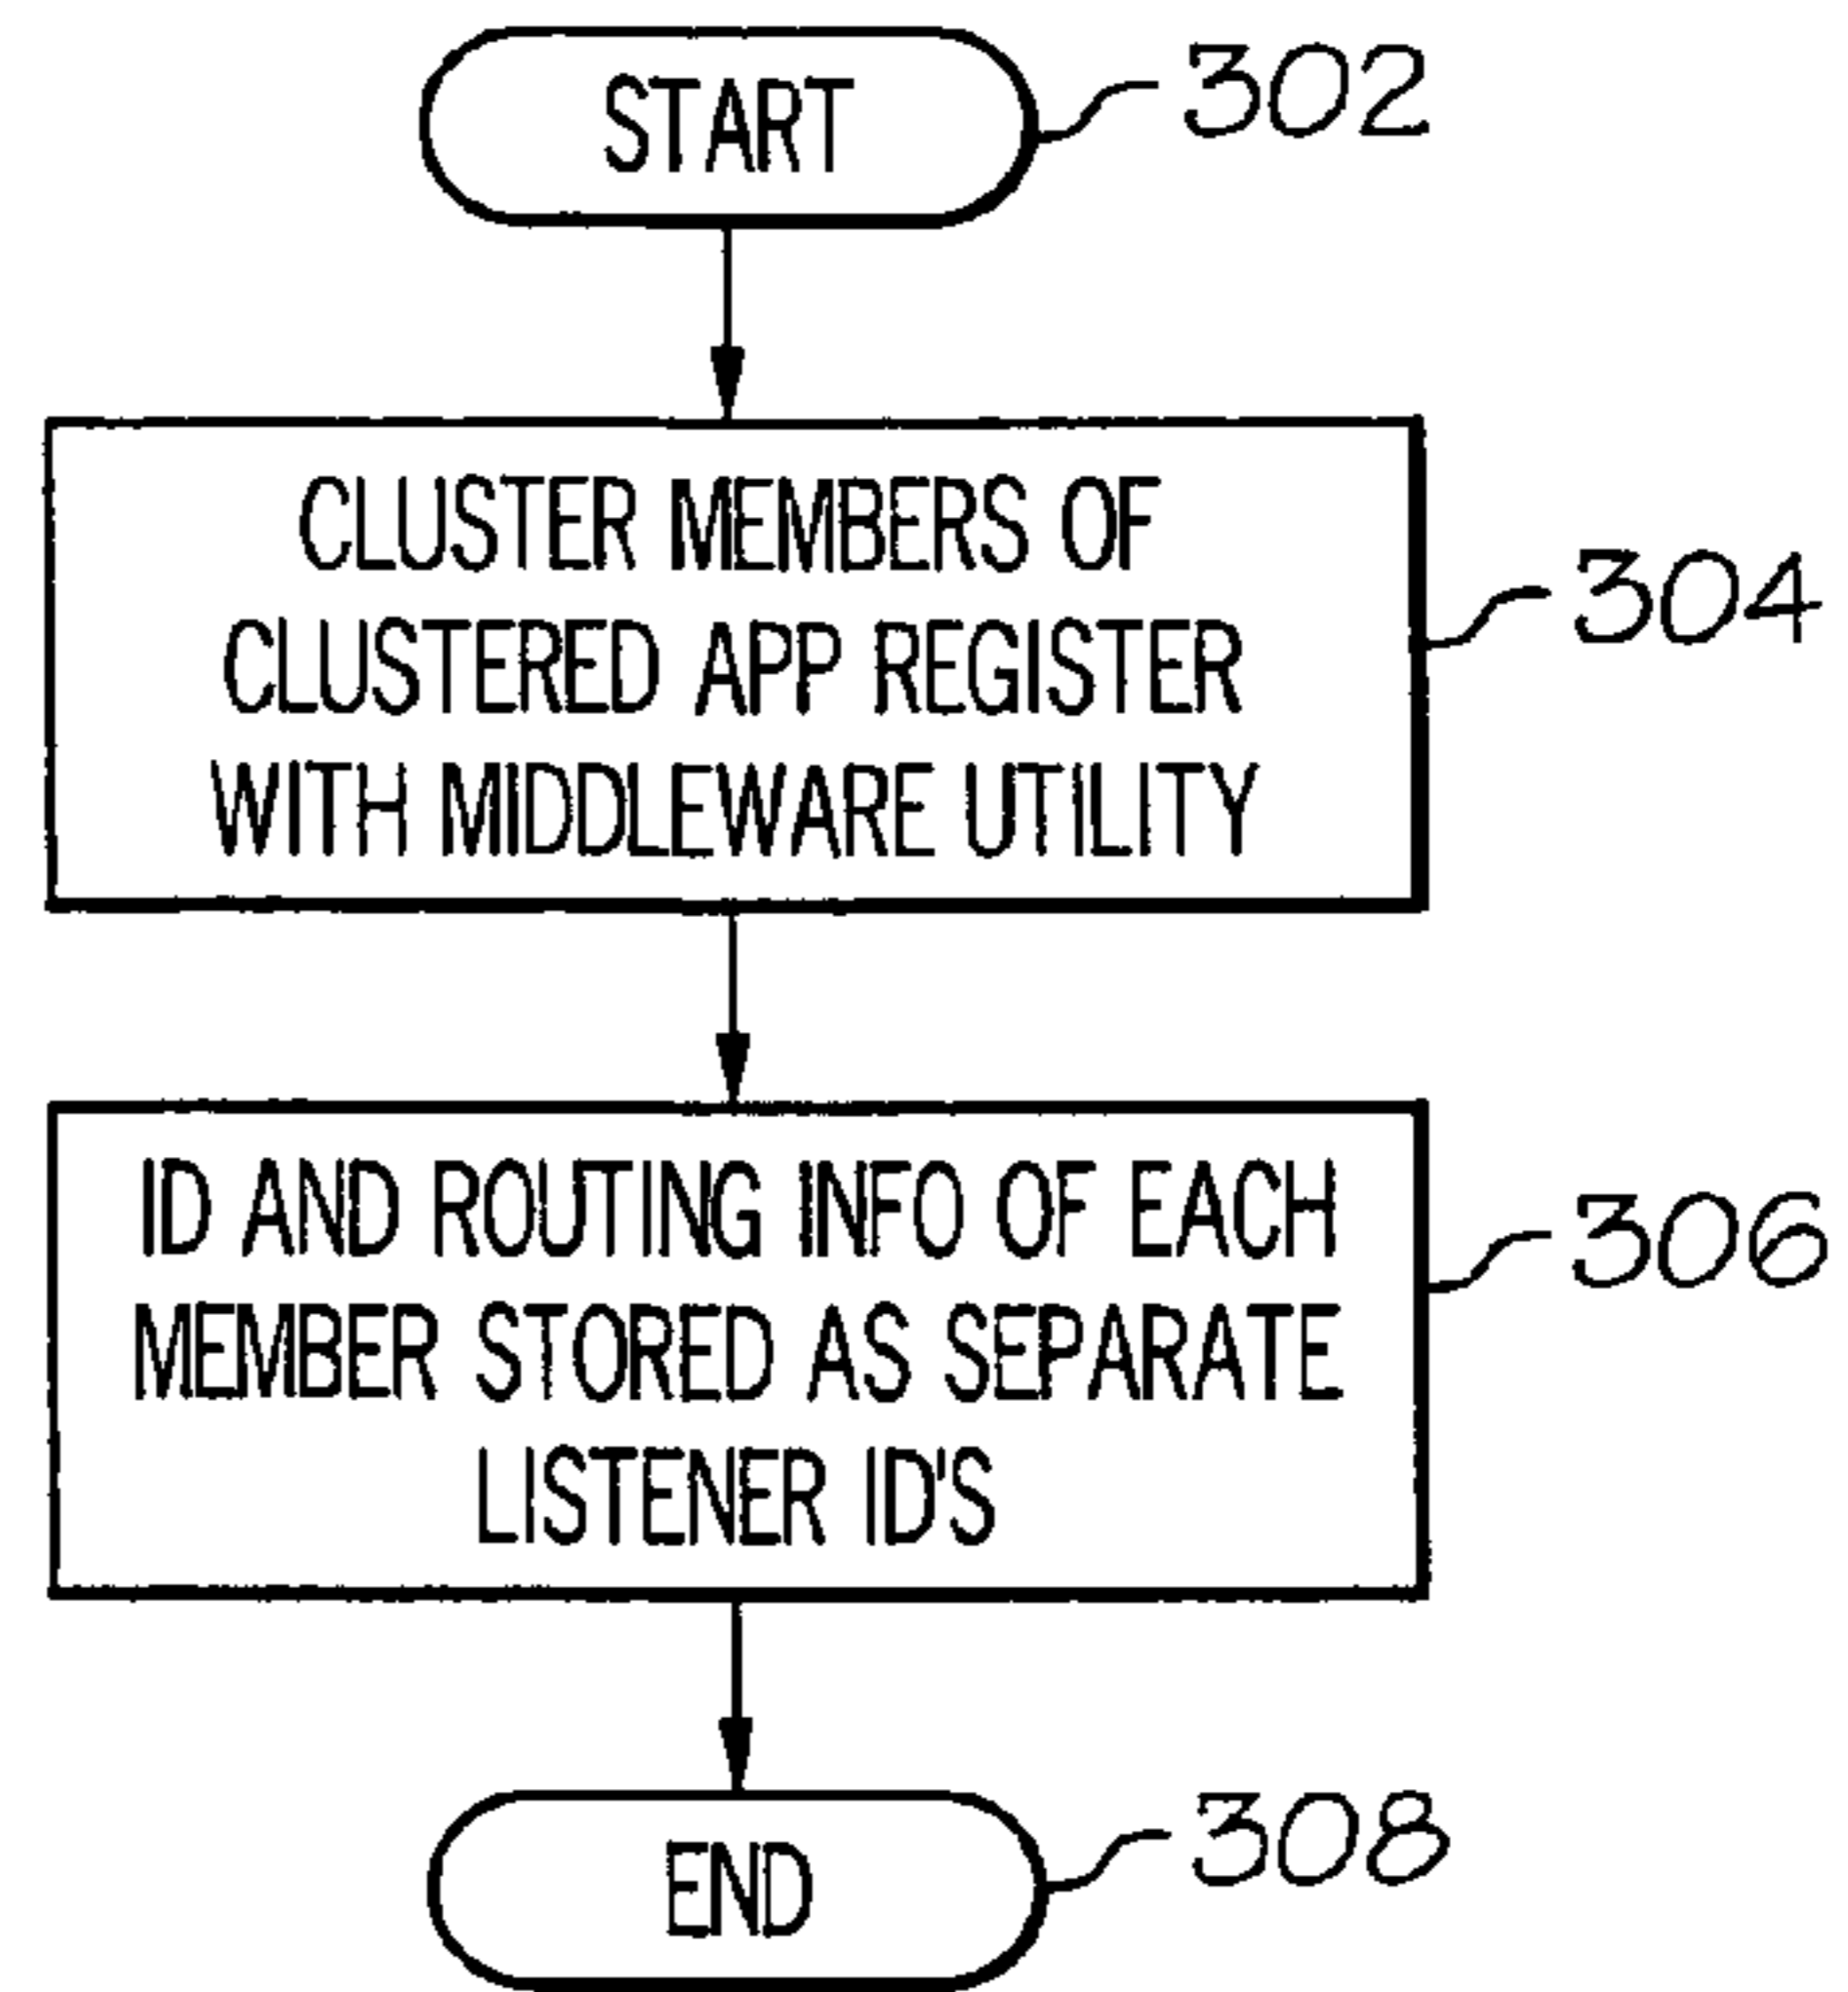 START
302
CLUSTER MEMBERS OF
CLUSTERED APP REGISTER
WITH MIDDLEWARE UTILITY
304
ID AND ROUTING INFO OF EACH
MEMBER STORED AS SEPARATE
LISTENER ID'S
306
END
308